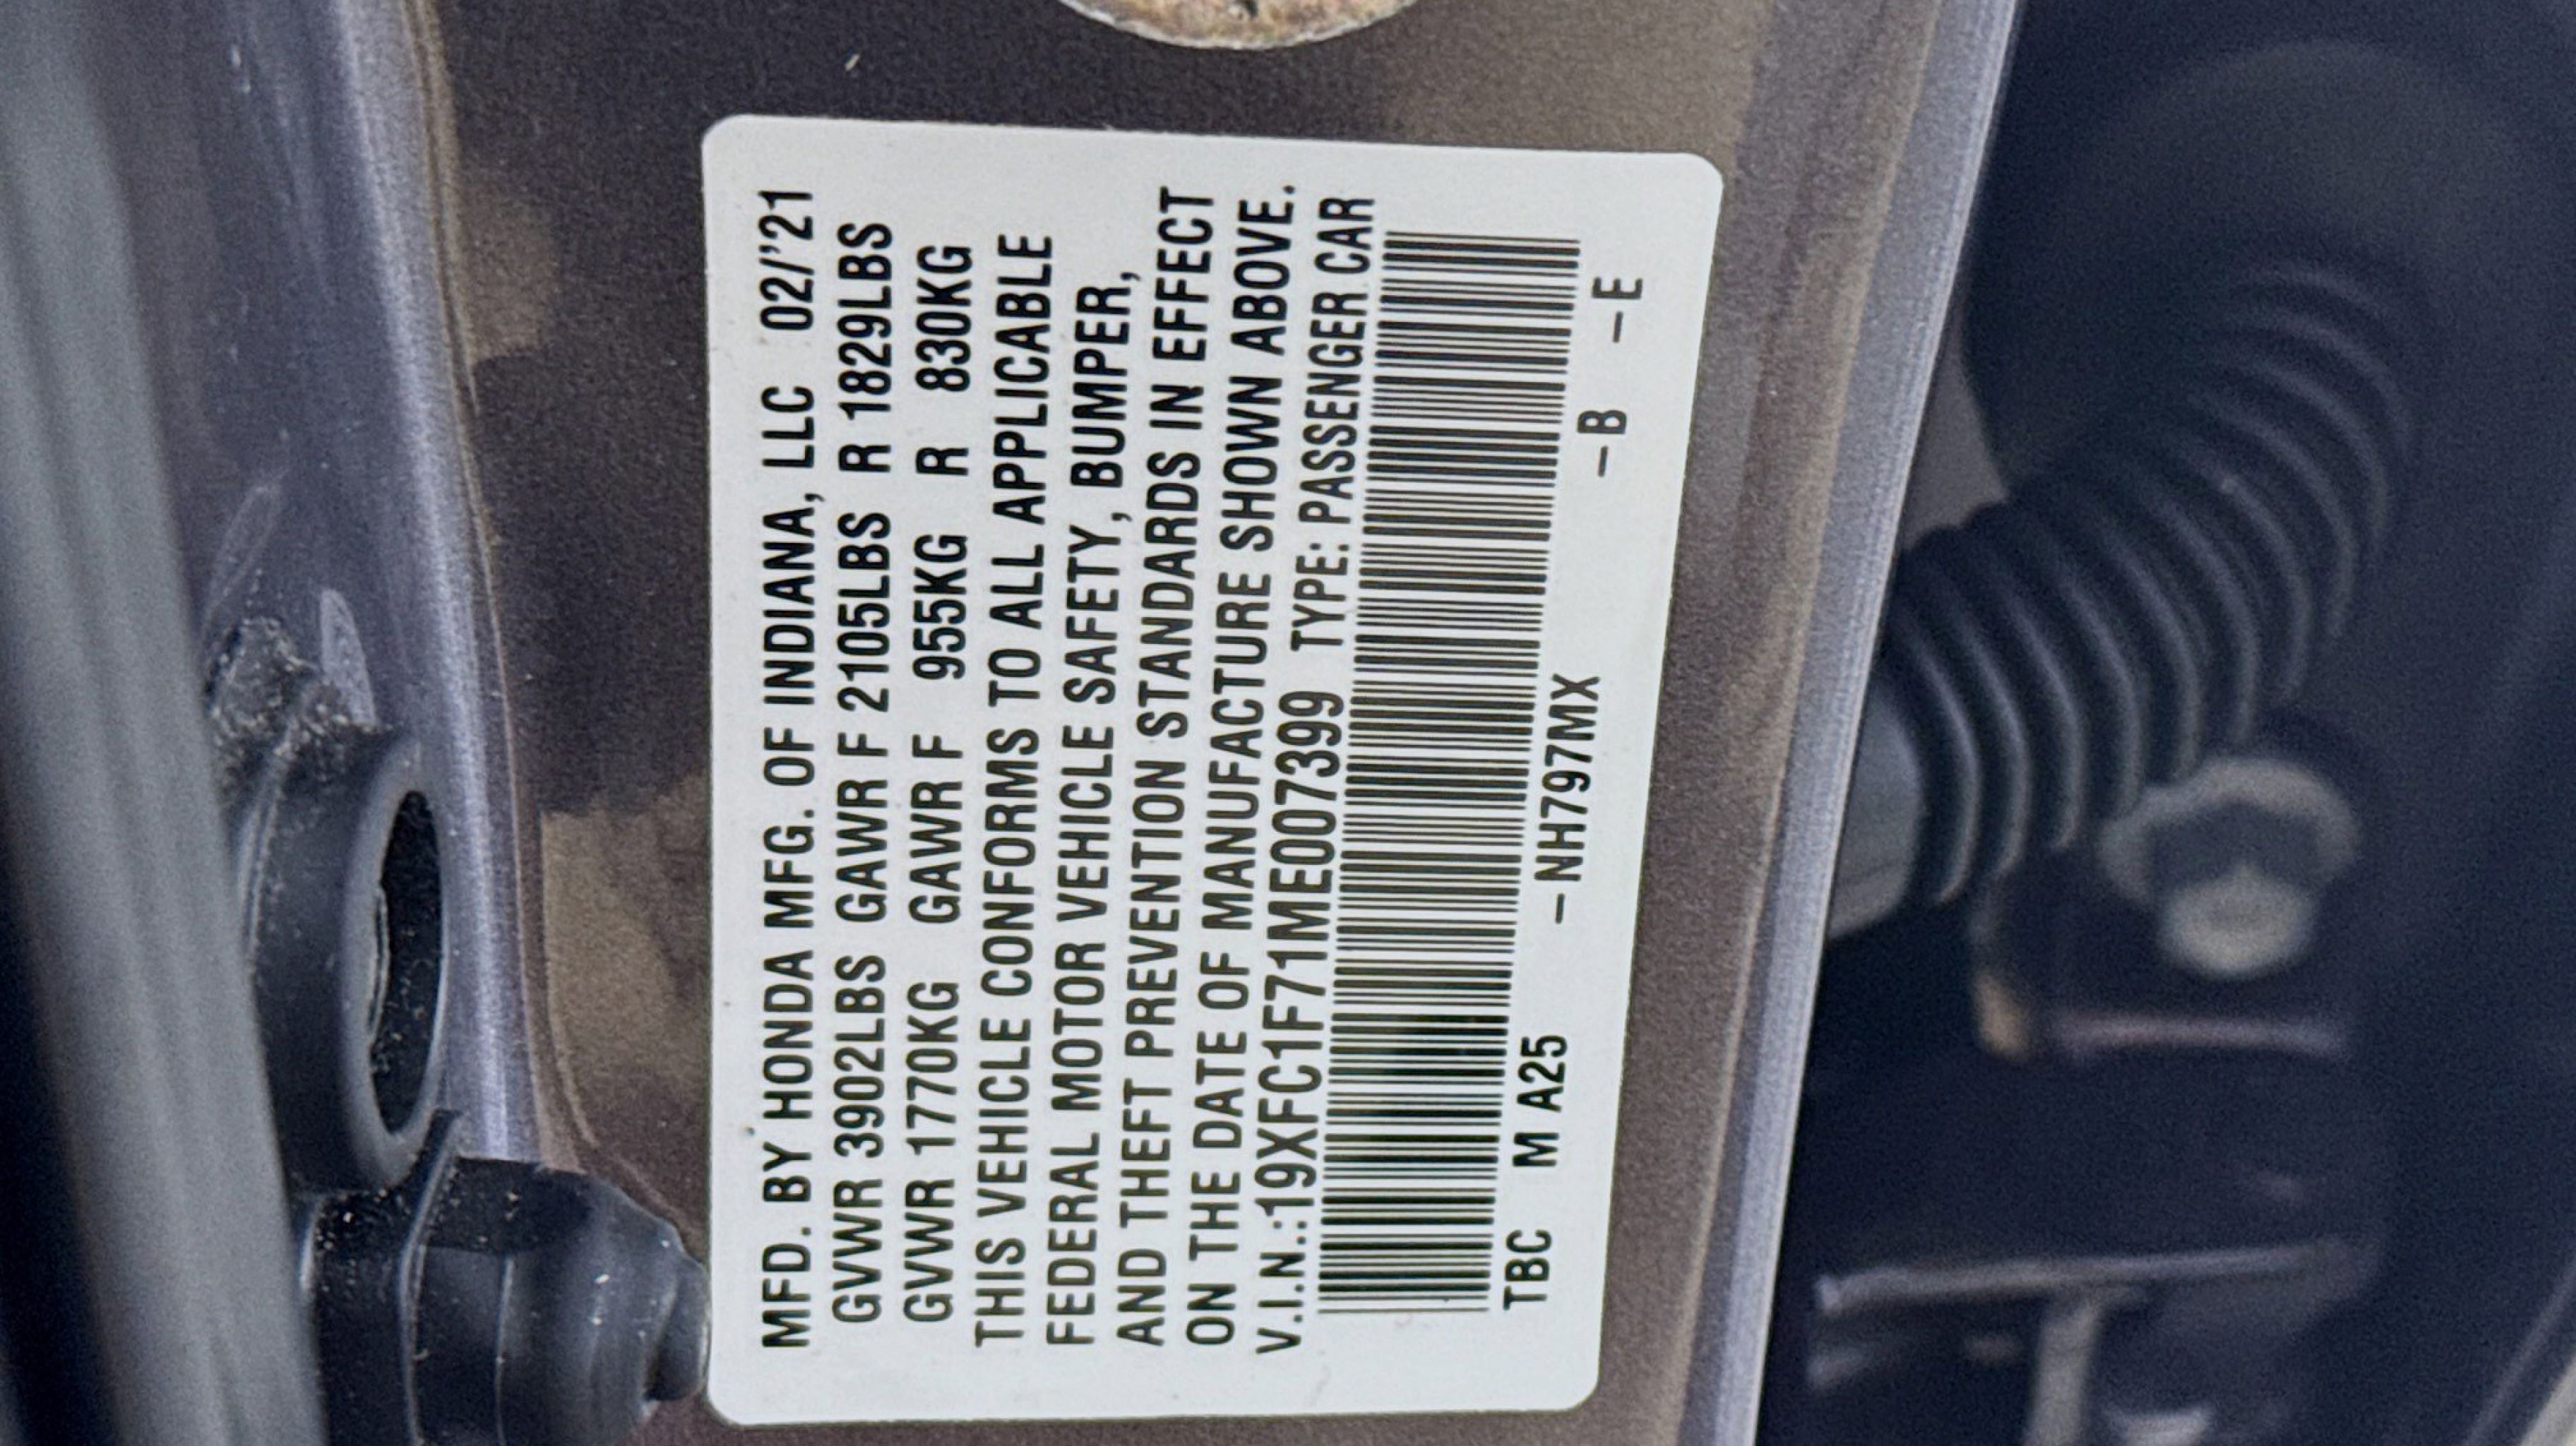 MFD. BY HONDA MFG. OF INDIANA, LLC 02/'21
GVWR 3902LBS GAWR F 2105LBS R 1829LBS
GVWR 1770KG GAWR F 955KG R 830KG
THIS VEHICLE CONFORMS TO ALL APPLICABLE
FEDERAL MOTOR VEHICLE SAFETY, BUMPER,
AND THEFT PREVENTION STANDARDS IN EFFECT
ON THE DATE OF MANUFACTURE SHOWN ABOVE.
V.I.N.:19XFC1F71ME007399 TYPE: PASSENGER CAR
TBC M A25 –NH797MX –B –E